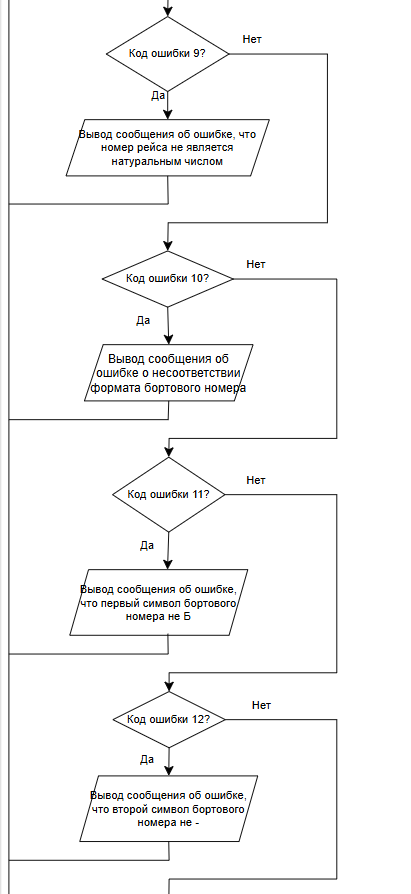 Нет
Код ошибки 9?
Да
Вывод сообщения об ошибке, что
номер рейса не является
натуральным числом
Нет
Код ошибки 10?
Да
Вывод сообщения об
ошибке о несоответствии
формата бортового номера
Нет
Код ошибки 11?
Да
Вывод сообщения об ошибке,
что первый символ бортового
номера не Б
Нет
Код ошибки 12?
Да
Вывод сообщения об ошибке,
что второй символ бортового
номера не -